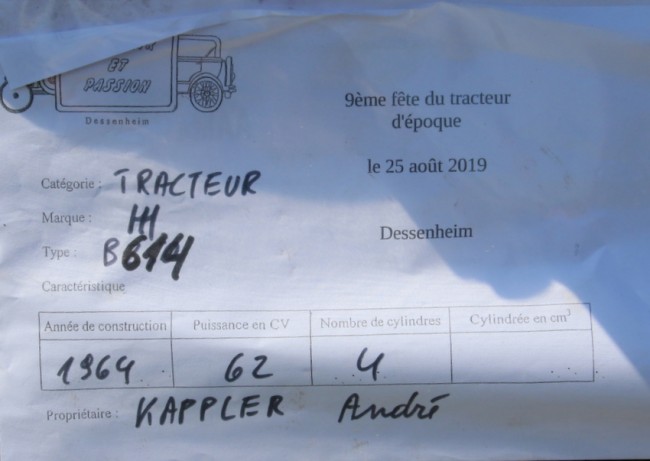 ET
PASSION
Dessenheim
9ème fête du tracteur
d'époque
le 25 août 2019
Dessenheim
Catégorie : TRACTEUR
Marque : IH
Type : B614
Caractéristique
Année de construction Puissance en CV Nombre de cylindres Cylindrée en cm³
1964 62 4
Propriétaire : KAPPLER André